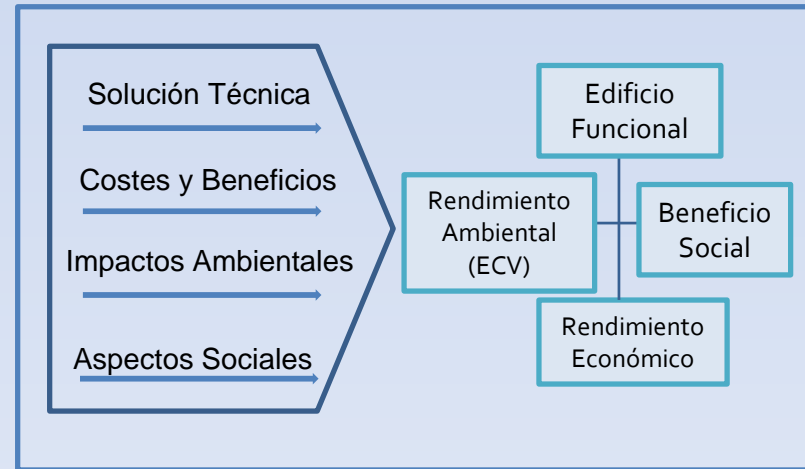 Solución Técnica
Costes y Beneficios
Impactos Ambientales
Aspectos Sociales
Edificio
Funcional
Rendimiento
Ambiental
(ECV)
Beneficio
Social
Rendimiento
Económico